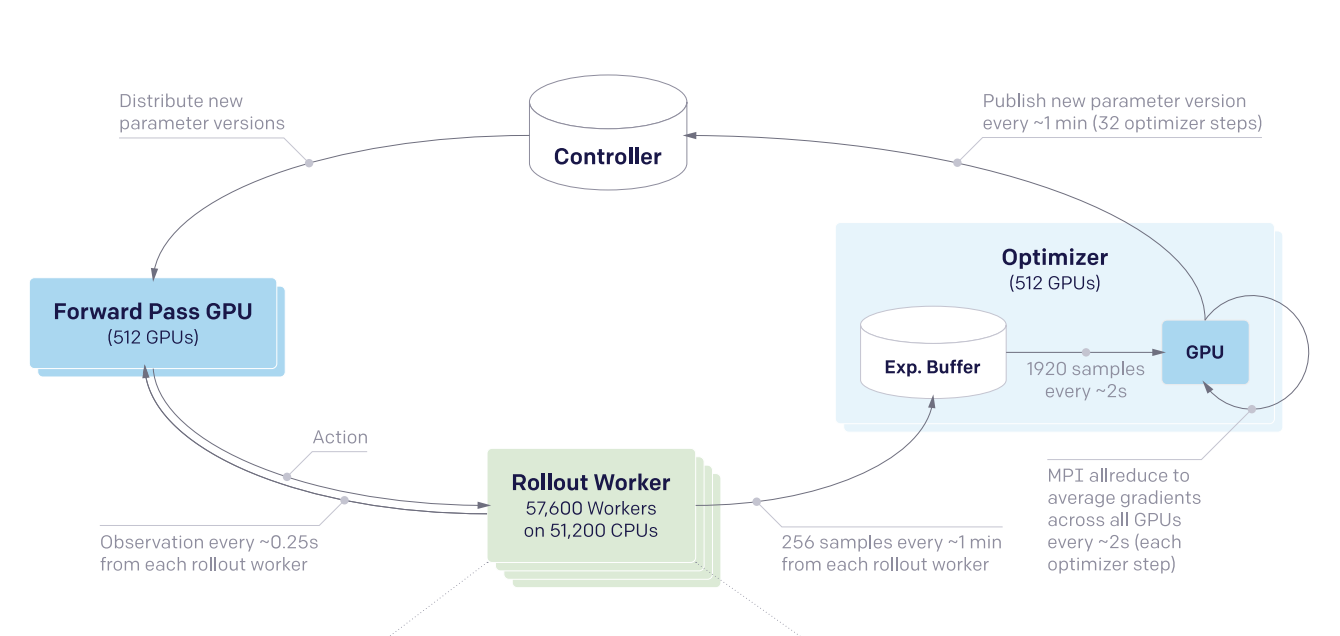 Distribute new
parameter versions
Controller
Publish new parameter version
every ~1 min (32 optimizer steps)
Forward Pass GPU
(512 GPUs)
Optimizer
(512 GPUs)
Exp. Buffer
1920 samples
every ~2s
GPU
Action
Observation every ~0.25s
from each rollout worker
Rollout Worker
57,600 Workers
on 51,200 CPUs
256 samples every ~1 min
from each rollout worker
MPI allreduce to
average gradients
across all GPUs
every ~2s (each
optimizer step)